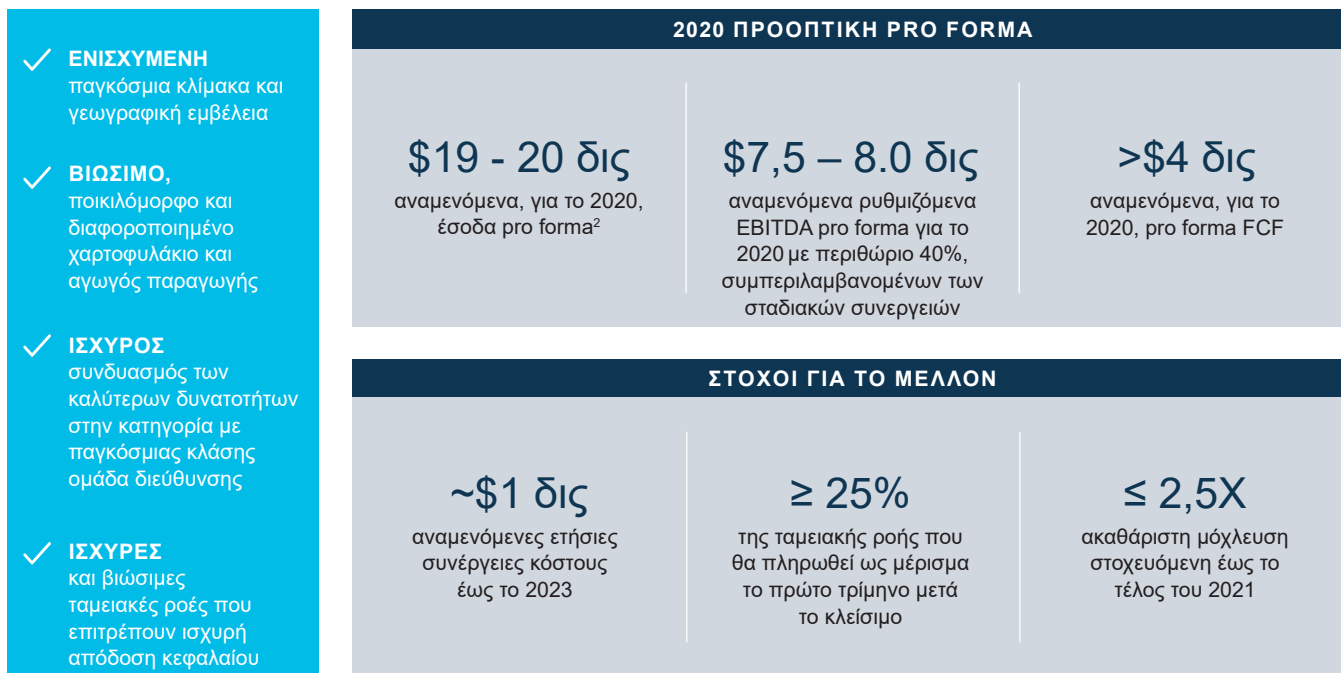 ΕΝΙΣΧΥΜΕΝΗ
παγκόσμια κλίμακα και
γεωγραφική εμβέλεια
ΒΙΩΣΙΜΟ,
ποικιλόμορφο και
διαφοροποιημένο
χαρτοφυλάκιο και
αγωγός παραγωγής
ΙΣΧΥΡΟΣ
συνδυασμός των
καλύτερων δυνατοτήτων
στην κατηγορία με
παγκόσμιας κλάσης
ομάδα διεύθυνσης
ΙΣΧΥΡΕΣ
και βιώσιμες
ταμειακές ροές που
επιτρέπουν ισχυρή
απόδοση κεφαλαίου
2020 ΠΡΟΟΠΤΙΚΗ PRO FORMA
$19 - 20 δις
αναμενόμενα, για το 2020,
έσοδα pro forma²
$7,5 – 8.0 δις
αναμενόμενα ρυθμιζόμενα
EBITDA pro forma για το
2020 με περιθώριο 40%,
συμπεριλαμβανομένων των
σταδιακών συνεργειών
>$4 δις
αναμενόμενα, για το
2020, pro forma FCF
ΣΤΟΧΟΙ ΓΙΑ ΤΟ ΜΕΛΛΟΝ
~$1 δις
αναμενόμενες ετήσιες
συνέργειες κόστους
έως το 2023
≥ 25%
της ταμειακής ροής που
θα πληρωθεί ως μέρισμα
το πρώτο τρίμηνο μετά
το κλείσιμο
≤ 2,5X
ακαθάριστη μόχλευση
στοχευόμενη έως το
τέλος του 2021